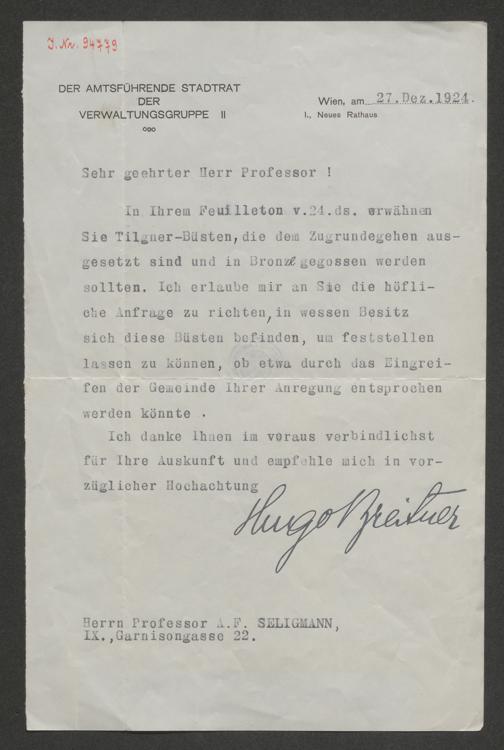 I.Nr. 94779
DER AMTSFÜHRENDE STADTRAT
DER
VERWALTUNGSGRUPPE II
Wien, am 27.Dez.1924.
I., Neues Rathaus
Sehr geehrter Herr Professor !
In Ihrem Feuilleton v.24.ds. erwähnen
Sie Tilgner-Büsten,die dem Zugrundegehen aus-
gesetzt sind und in Bronze gegossen werden
sollten. Ich erlaube mir an Sie die höfli-
che Anfrage zu richten,in wessen Besitz
sich diese Büsten befinden, um feststellen
lassen zu können, ob etwa durch das Eingrei-
fen der Gemeinde Ihrer Anregung entsprochen
werden könnte .
Ich danke Ihnen im voraus verbindlichst
für Ihre Auskunft und empfehle mich in vor-
züglicher Hochachtung
Hugo Breitner
Herrn Professor A.F. SELIGMANN,
IX.,Garnisongasse 22.